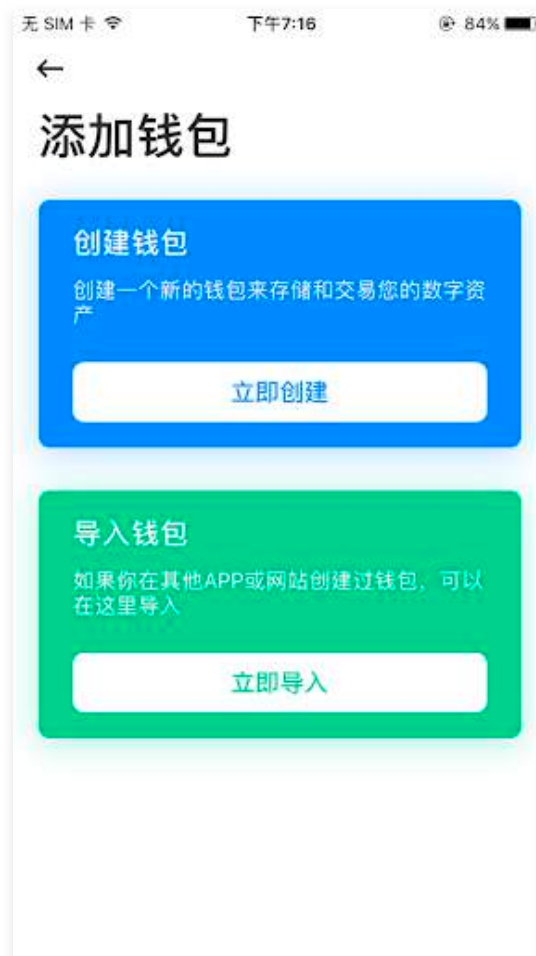 无 SIM 卡 下午7:16 84%
添加钱包
创建钱包
创建一个新的钱包来存储和交易您的数字资
产
立即创建
导入钱包
如果你在其他APP或网站创建过钱包，可以
在这里导入
立即导入